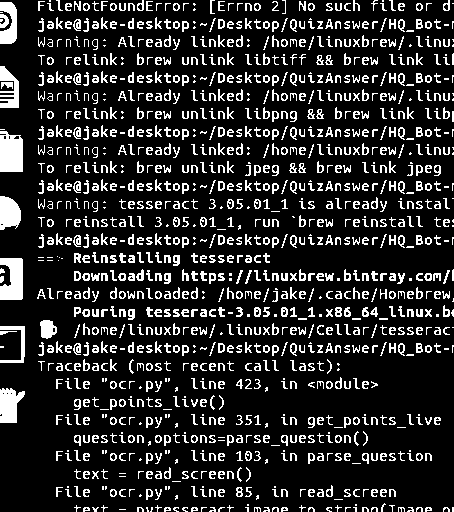 FileNotFoundError: [Errno 2] No such file or
jake@jake-desktop:~/Desktop/QuizAnswer/HQ_Bot-
Warning: Already linked: /home/linuxbrew/.linux
To relink: brew unlink libtiff && brew link
jake@jake-desktop:~/Desktop/QuizAnswer/HQ_Bot-
Warning: Already linked: /home/linuxbrew/.linux
To relink: brew unlink libpng && brew link
jake@jake-desktop:~/Desktop/QuizAnswer/HQ_Bot-
Warning: Already linked: /home/linuxbrew/.linux
To relink: brew unlink jpeg && brew link jpeg
jake@jake-desktop:~/Desktop/QuizAnswer/HQ_Bot-
Warning: tesseract 3.05.01_1 is already instal
To reinstall 3.05.01_1, run `brew reinstall tes
jake@jake-desktop:~/Desktop/QuizAnswer/HQ_Bot-
==> Reinstalling tesseract
Downloading https://linuxbrew.bintray.com/
Already downloaded: /home/jake/.cache/Homebrew/
Pouring tesseract-3.05.01_1.x86_64_linux.bo
/home/linuxbrew/.linuxbrew/Cellar/tesserac
jake@jake-desktop:~/Desktop/QuizAnswer/HQ_Bot-
Traceback (most recent call last):
File "ocr.py", line 423, in <module>
get_points_live()
File "ocr.py", line 351, in get_points_live
question,options=parse_question()
File "ocr.py", line 103, in parse_question
text = read_screen()
File "ocr.py", line 85, in read_screen
text = pytesseract.image_to_string(Image.o